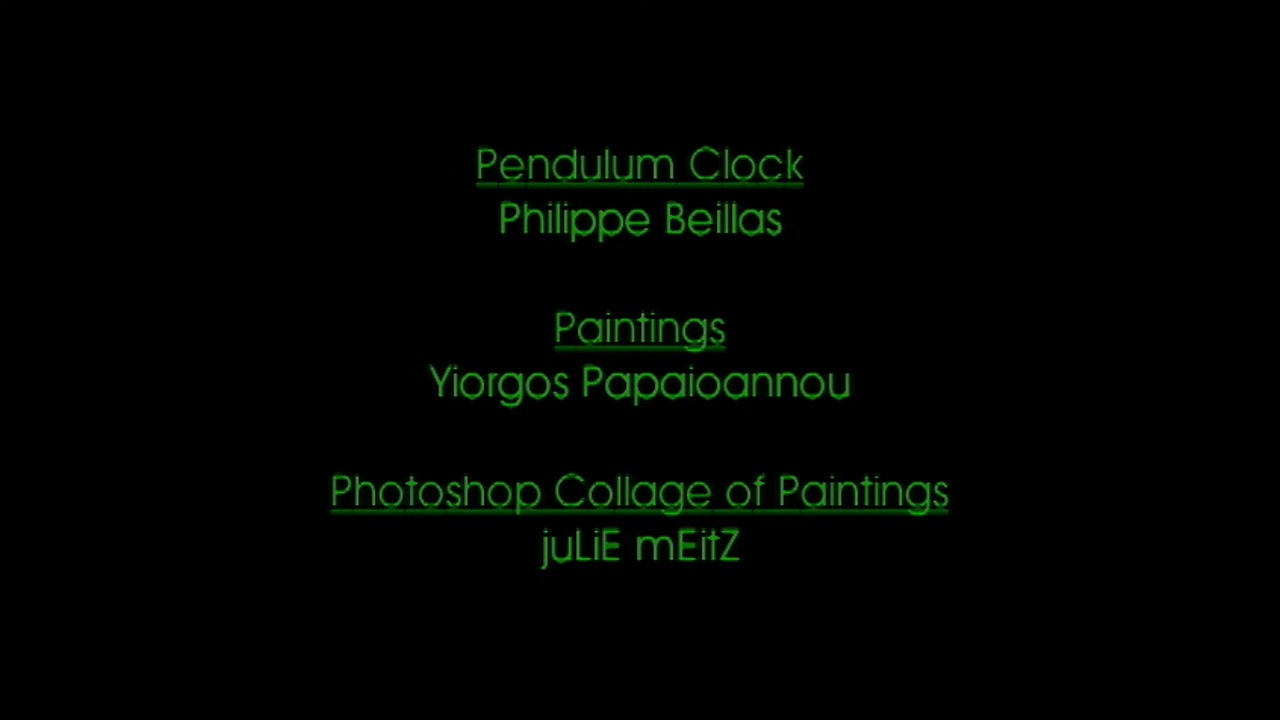 Pendulum Clock
Philippe Beillas
Paintings
Yiorgos Papaioannou
Photoshop Collage of Paintings
juLiE mEitZ